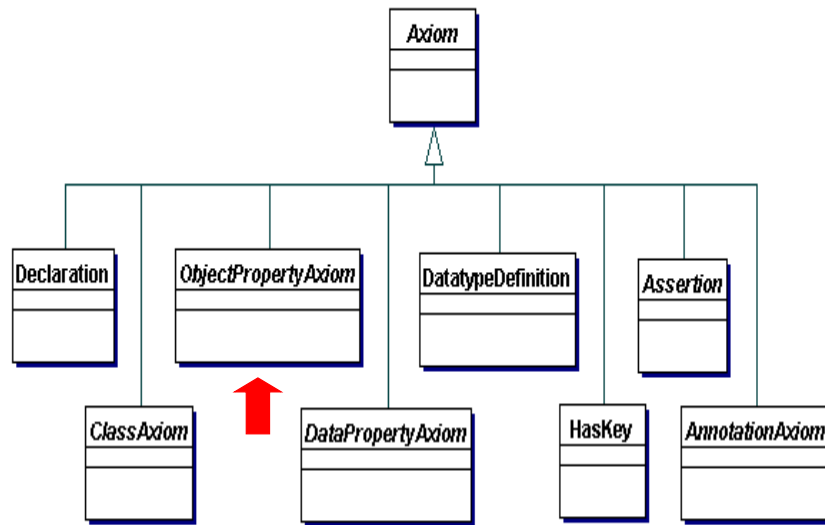 Axiom
Declaration
ObjectPropertyAxiom
DatatypeDefinition
Assertion
ClassAxiom
DataPropertyAxiom
HasKey
AnnotationAxiom